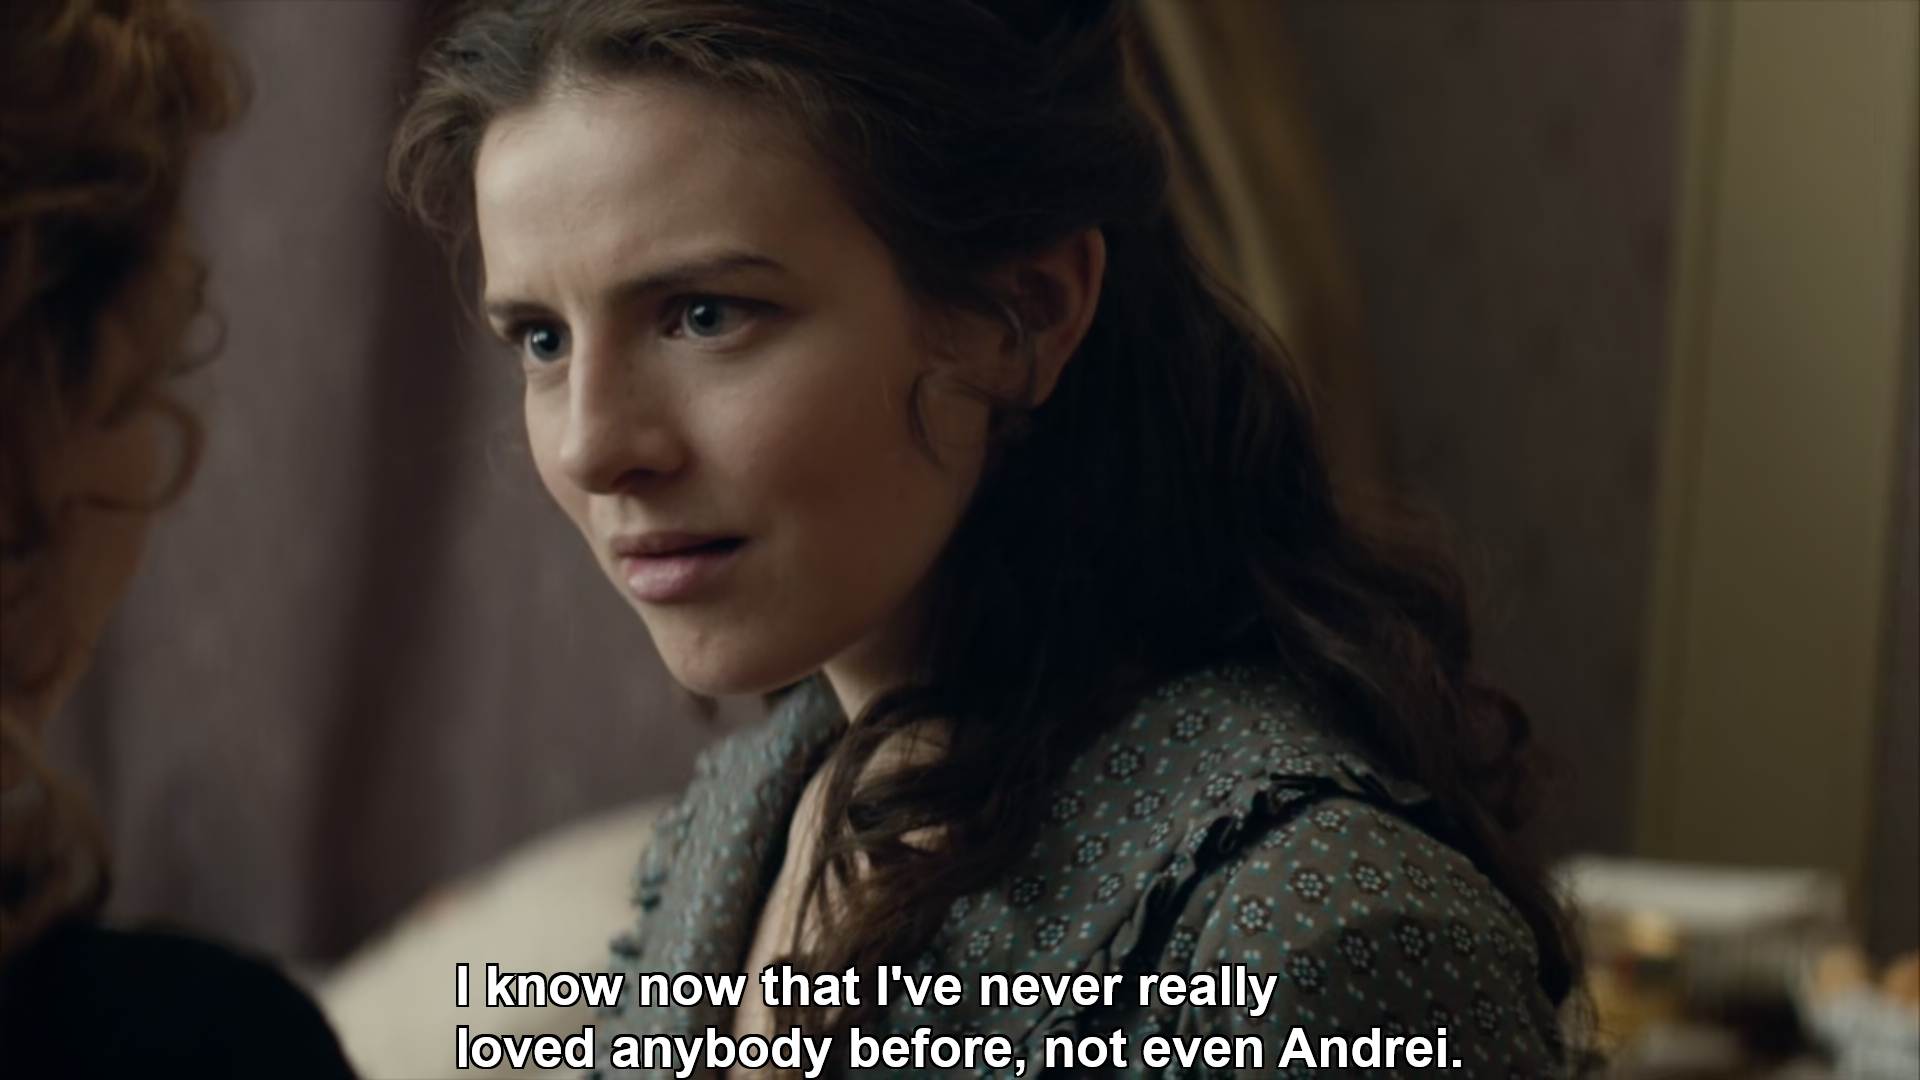 I know now that I've never really
loved anybody before, not even Andrei.